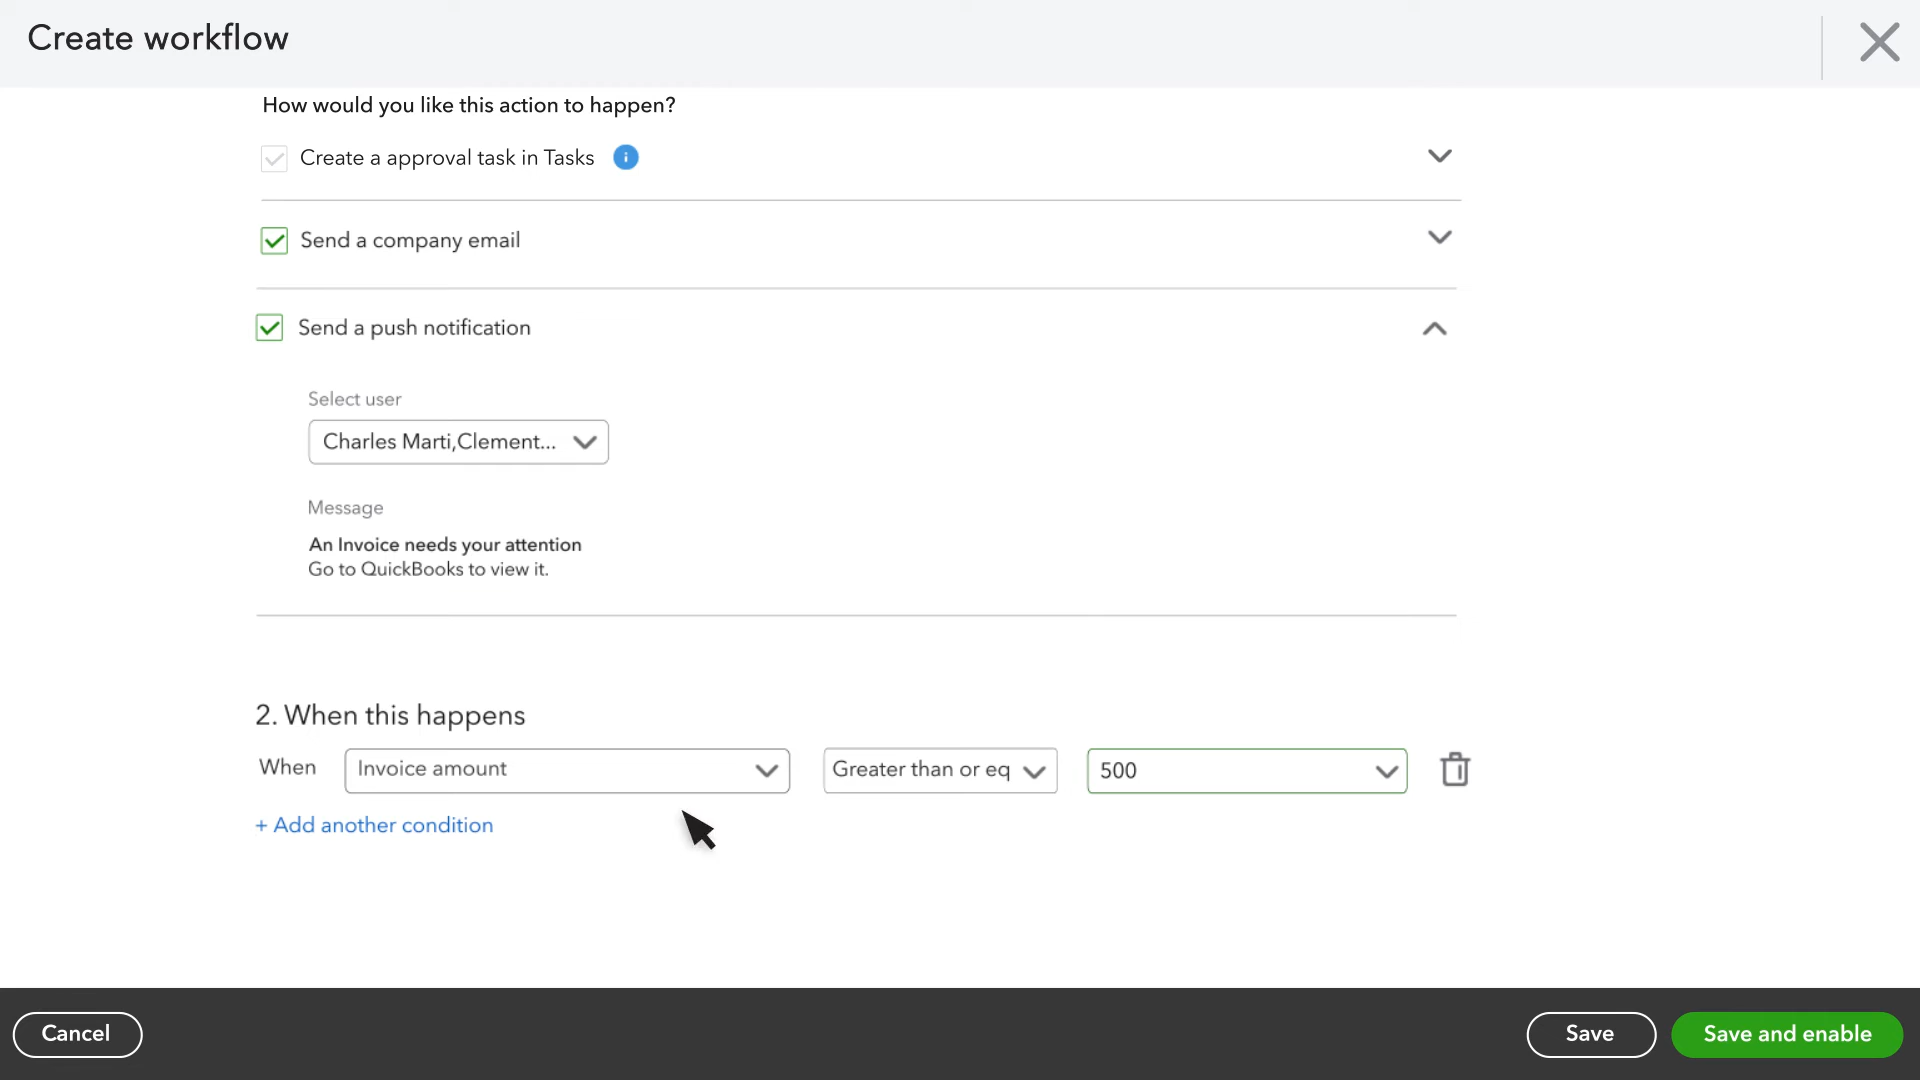 Create workflow
How would you like this action to happen?
Create a approval task in Tasks
Send a company email
Send a push notification
Select user
Charles Marti,Clement...
Message
An Invoice needs your attention
Go to QuickBooks to view it.
2. When this happens
When Invoice amount Greater than or eq 500
+ Add another condition
Cancel Save Save and enable